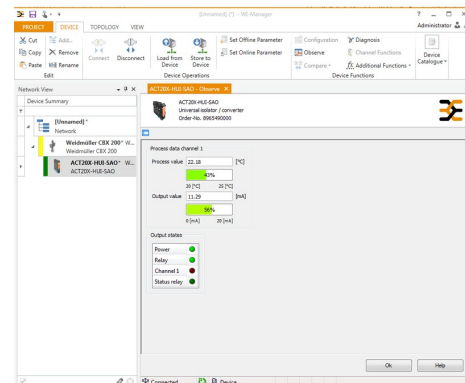 [Unnamed] (*) - WI-Manager
PROJECT DEVICE TOPOLOGY VIEW
Administrator
Cut Add...
Copy Remove
Paste Rename
Edit
Connect Disconnect
Load from Device
Store to Device
Device Operations
Set Offline Parameter
Set Online Parameter
Configuration
Observe
Compare
Diagnosis
Channel Functions
Additional Functions
Device Functions
Device Catalogue
Network View
Device Summary
[Unnamed] *
Network
Weidmüller CBX 200* W...
Weidmüller CBX 200
ACT20X-HUI-SAO* W...
ACT20X-HUI-SAO
ACT20X-HUI-SAO - Observe
ACT20X-HUI-SAO
Universal isolator / converter
Order-No. 8965490000
Process data channel 1
Process value 22.18 [°C]
43%
20 [°C] 25 [°C]
Output value 11.29 [mA]
56%
0 [mA] 20 [mA]
Output states
Power
Relay
Channel 1
Status relay
Ok Help
Connected Device